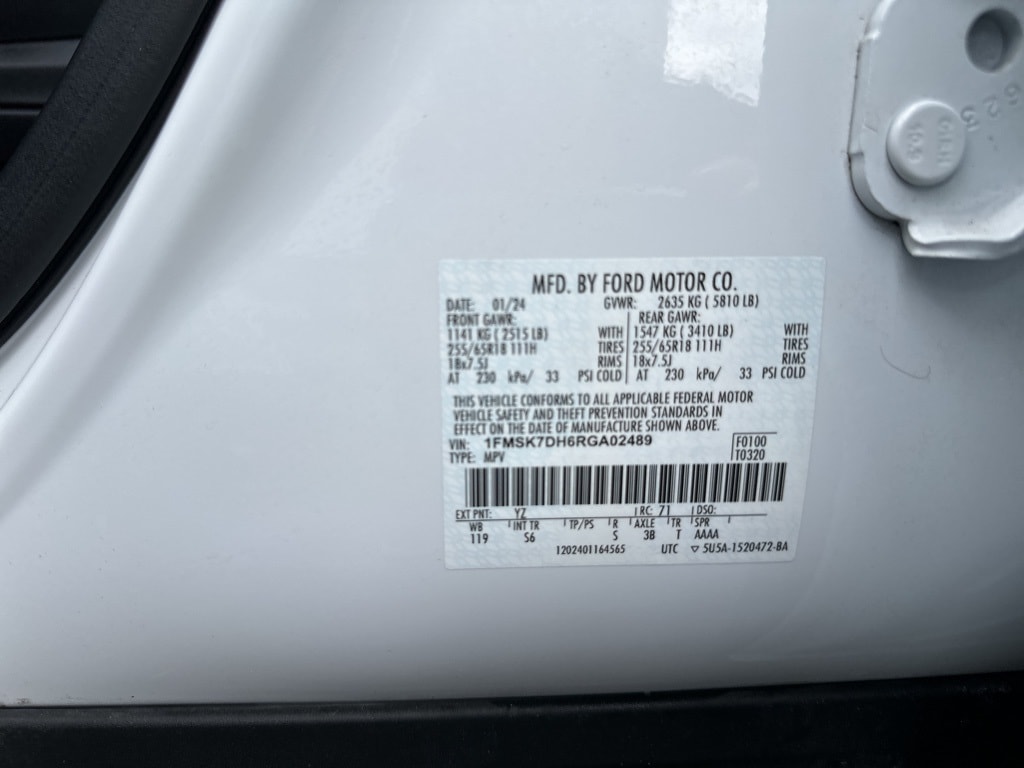 623
MFD. BY FORD MOTOR CO.
DATE: 01/24 GVWR: 2635 KG ( 5810 LB)
FRONT GAWR: REAR GAWR:
1141 KG ( 2515 LB) WITH 1547 KG ( 3410 LB) WITH
255/65R18 111H TIRES 255/65R18 111H TIRES
18x7.5J RIMS 18x7.5J RIMS
AT 230 kPa/ 33 PSI COLD AT 230 kPa/ 33 PSI COLD
THIS VEHICLE CONFORMS TO ALL APPLICABLE FEDERAL MOTOR
VEHICLE SAFETY AND THEFT PREVENTION STANDARDS IN
EFFECT ON THE DATE OF MANUFACTURE SHOWN ABOVE.
VIN: 1FMSK7DH6RGA02489 F0100
TYPE: MPV T0320
EXT PNT: YZ RC: 71 DSO:
WB INT TR TP/PS R AXLE TR SPR
119 S6 S 3B T AAAA
1202401164565 UTC ▽ 5U5A-1520472-BA